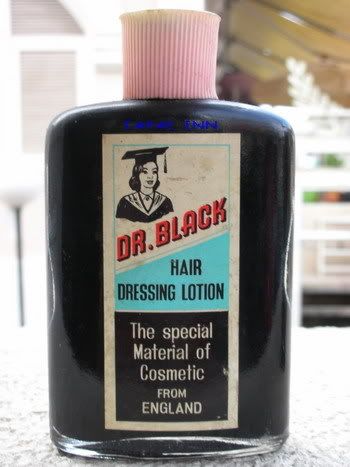 DR.BLACK
HAIR
DRESSING LOTION
The special
Material of
Cosmetic
FROM
ENGLAND